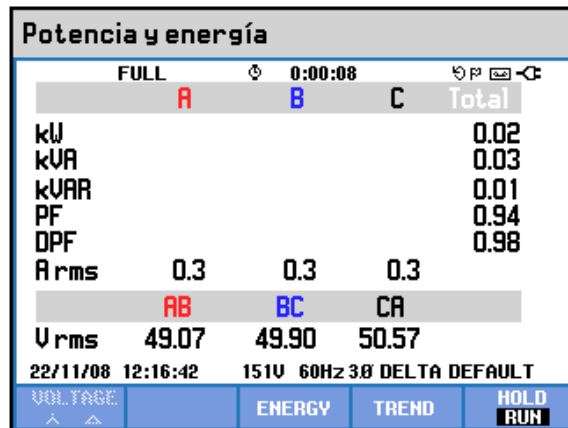 Potencia y energía
FULL 0:00:08
A B C Total
kW 0.02
kVA 0.03
kVAR 0.01
PF 0.94
DPF 0.98
A rms 0.3 0.3 0.3
AB BC CA
V rms 49.07 49.90 50.57
22/11/08 12:16:42 151V 60Hz 3Ø DELTA DEFAULT
VOLTAGE ENERGY TREND HOLD
RUN